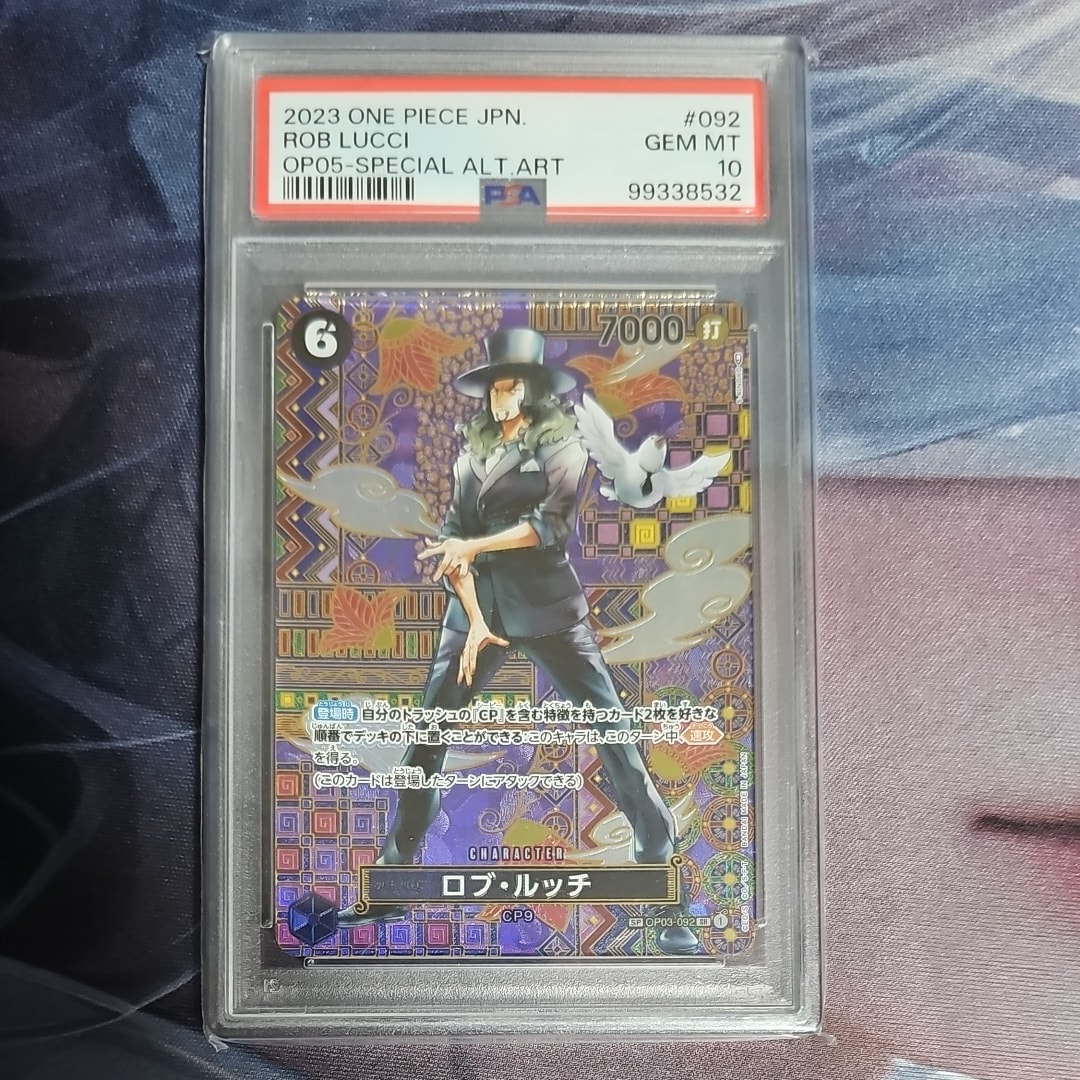 2023 ONE PIECE JPN. #092
ROB LUCCI GEM MT
OP05-SPECIAL ALT.ART 10
PSA 99338532
6 7000 打
登場時 自分のトラッシュの『CP』を含む特徴を持つカード2枚を好きな
順番でデッキの下に置くことができる:このキャラは、このターン中、速攻
を得る。
(このカードは登場したターンにアタックできる)
CHARACTER
ロブ・ルッチ
CP9
SP OP03-092 1
BANDAI MADE IN JAPAN